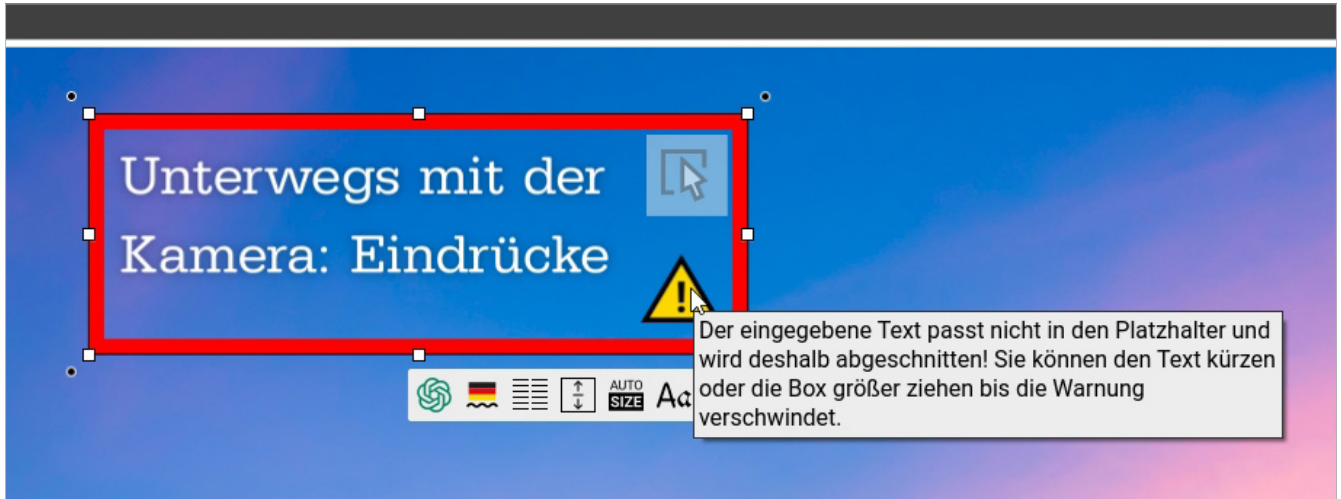 Unterwegs mit der
Kamera: Eindrücke
Der eingegebene Text passt nicht in den Platzhalter und
wird deshalb abgeschnitten! Sie können den Text kürzen
oder die Box größer ziehen bis die Warnung
verschwindet.
AUTO
SIZE
Aa